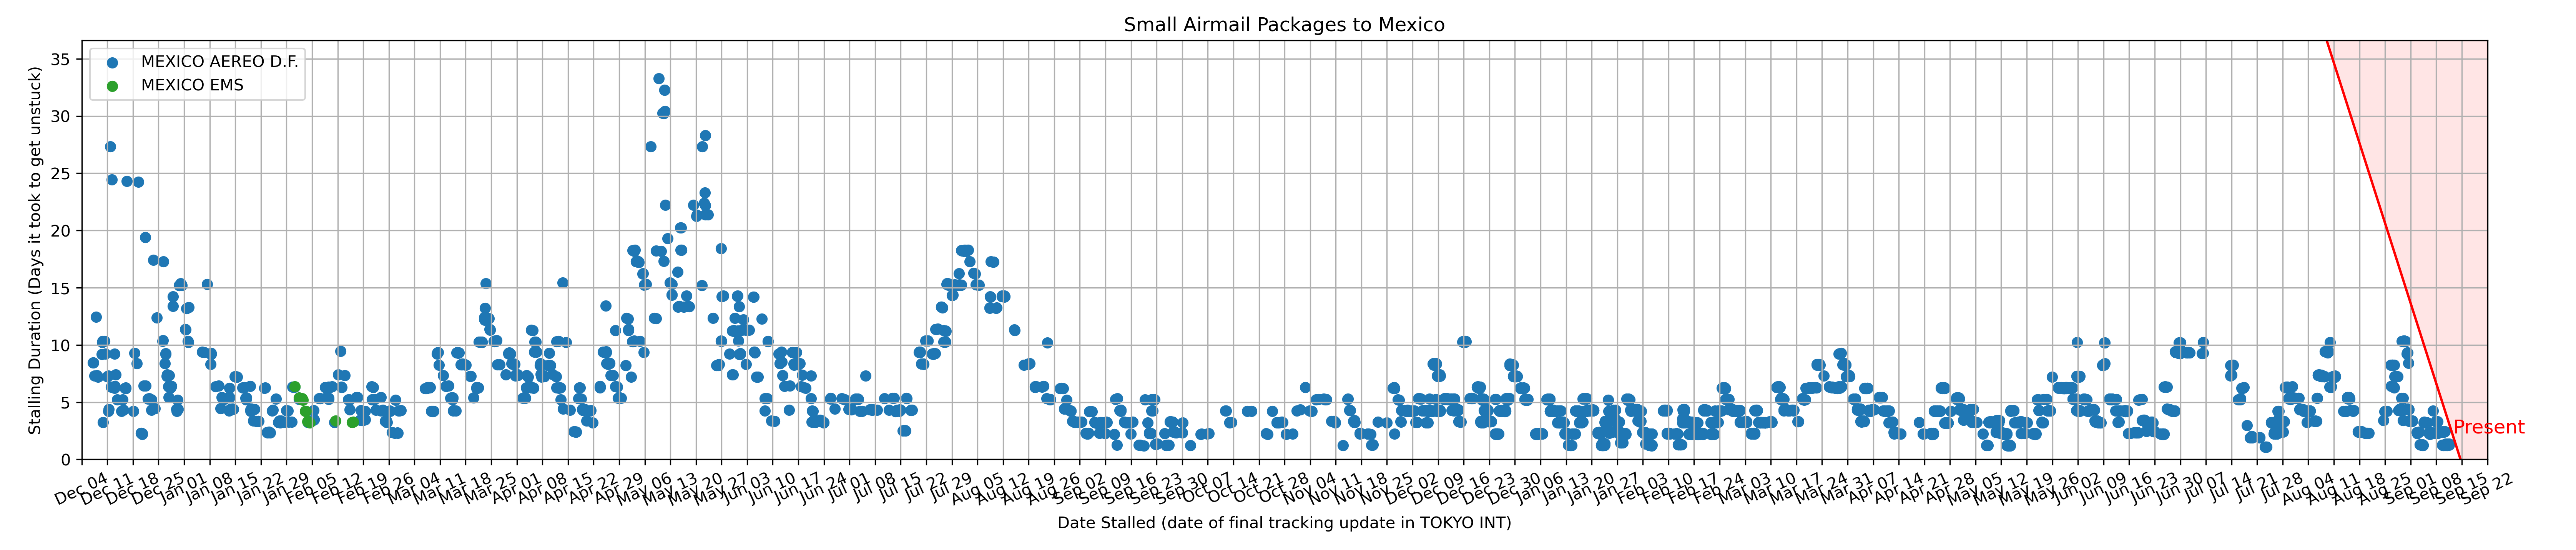 Small Airmail Packages to Mexico
MEXICO AEREO D.F.
MEXICO EMS
Stalling Duration (Days it took to get unstuck)
35
30
25
20
15
10
5
0
Present
Dec 04
Dec 11
Dec 18
Dec 25
Jan 01
Jan 08
Jan 15
Jan 22
Jan 29
Feb 05
Feb 12
Feb 19
Feb 26
Mar 04
Mar 11
Mar 18
Mar 25
Apr 01
Apr 08
Apr 15
Apr 22
Apr 29
May 06
May 13
May 20
May 27
Jun 03
Jun 10
Jun 17
Jun 24
Jul 01
Jul 08
Jul 15
Jul 22
Jul 29
Aug 05
Aug 12
Aug 19
Aug 26
Sep 02
Sep 09
Sep 16
Sep 23
Sep 30
Oct 07
Oct 14
Oct 21
Oct 28
Nov 04
Nov 11
Nov 18
Nov 25
Dec 02
Dec 09
Dec 16
Dec 23
Dec 30
Jan 06
Jan 13
Jan 20
Jan 27
Feb 03
Feb 10
Feb 17
Feb 24
Mar 03
Mar 10
Mar 17
Mar 24
Mar 31
Apr 07
Apr 14
Apr 21
Apr 28
May 05
May 12
May 19
May 26
Jun 02
Jun 09
Jun 16
Jun 23
Jun 30
Jul 07
Jul 14
Jul 21
Jul 28
Aug 04
Aug 11
Aug 18
Aug 25
Sep 01
Sep 08
Sep 15
Sep 22
Date Stalled (date of final tracking update in TOKYO INT)